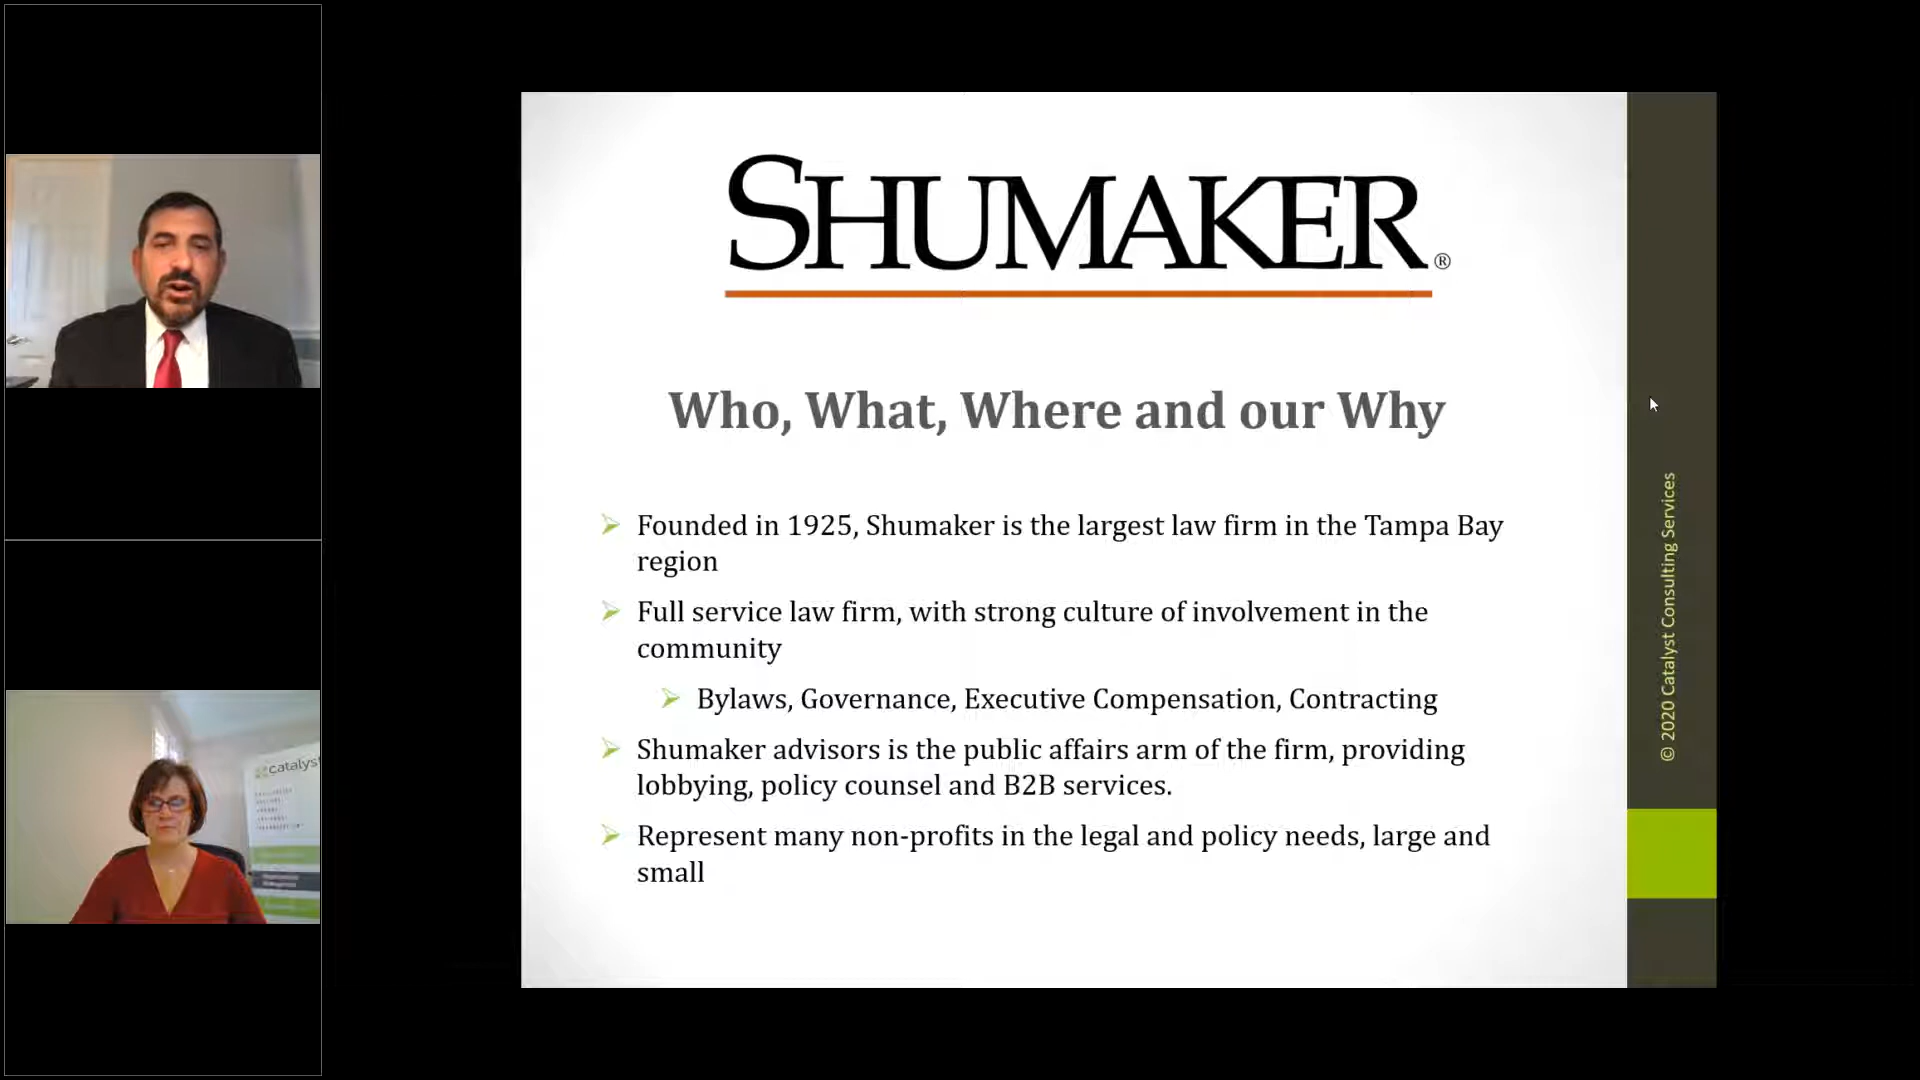 SHUMAKER®
Who, What, Where and our Why
Founded in 1925, Shumaker is the largest law firm in the Tampa Bay
region
Full service law firm, with strong culture of involvement in the
community
Bylaws, Governance, Executive Compensation, Contracting
Shumaker advisors is the public affairs arm of the firm, providing
lobbying, policy counsel and B2B services.
Represent many non-profits in the legal and policy needs, large and
small
© 2020 Catalyst Consulting Services
catalyst